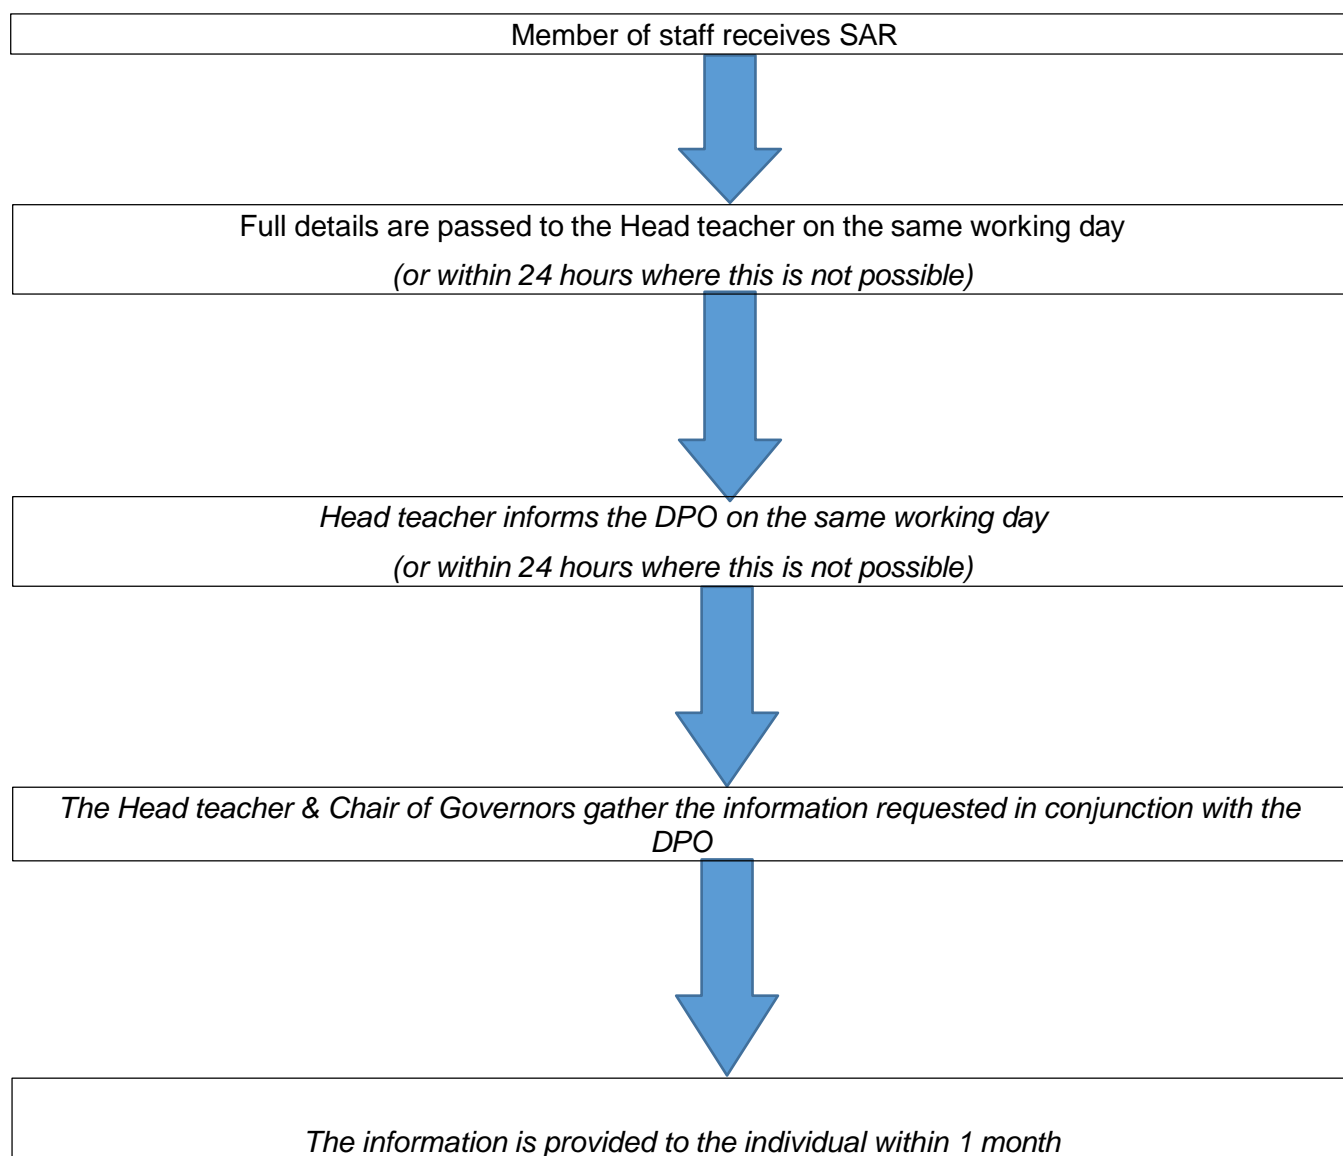 Member of staff receives SAR
Full details are passed to the Head teacher on the same working day
(or within 24 hours where this is not possible)
Head teacher informs the DPO on the same working day
(or within 24 hours where this is not possible)
The Head teacher & Chair of Governors gather the information requested in conjunction with the
DPO
The information is provided to the individual within 1 month